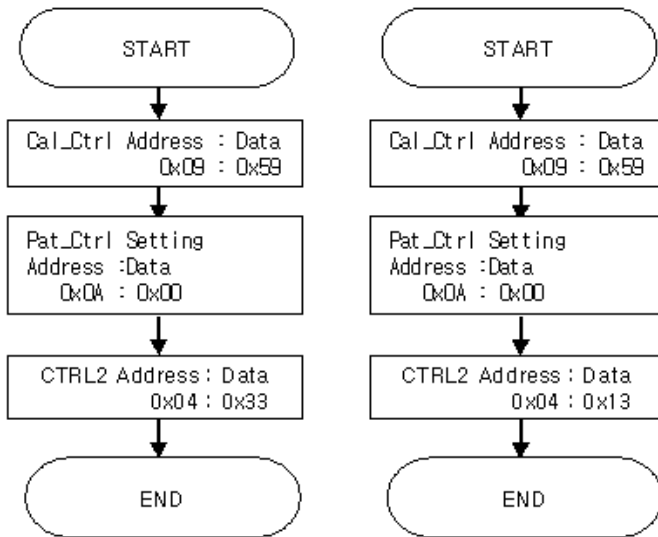 START
Cal_Ctrl Address : Data
0x09 : 0x59
Pat_Ctrl Setting
Address :Data
0x0A : 0x00
CTRL2 Address : Data
0x04 : 0x33
END
START
Cal_Ctrl Address : Data
0x09 : 0x59
Pat_Ctrl Setting
Address :Data
0x0A : 0x00
CTRL2 Address : Data
0x04 : 0x13
END